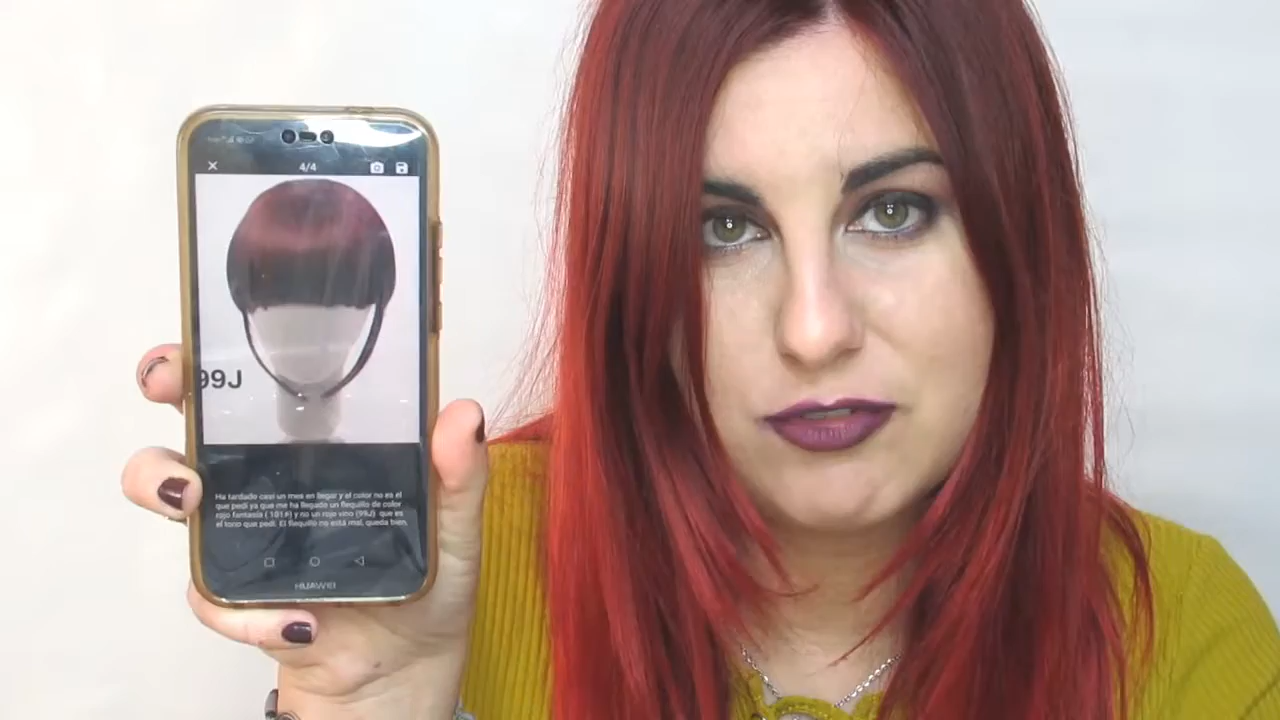 4/4
99J
Ha tardado casi un mes en llegar y el color no es el
que pedí ya que me ha llegado un flequillo de color
rojo fantasía ( 101#) y no un rojo vino (99J) que es
el tono que pedí. El flequillo no está mal, queda bien,
HUAWEI